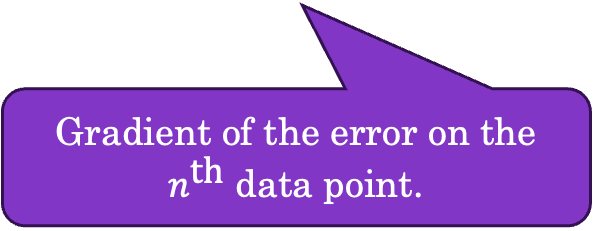 Gradient of the error on the
nth data point.